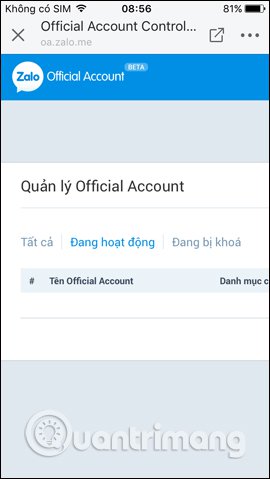 Không có SIM 08:56 81%
Official Account Control...
oa.zalo.me
Zalo Official Account BETA
Quản lý Official Account
Tất cả Đang hoạt động Đang bị khoá
# Tên Official Account Danh mục c
Quantrimang